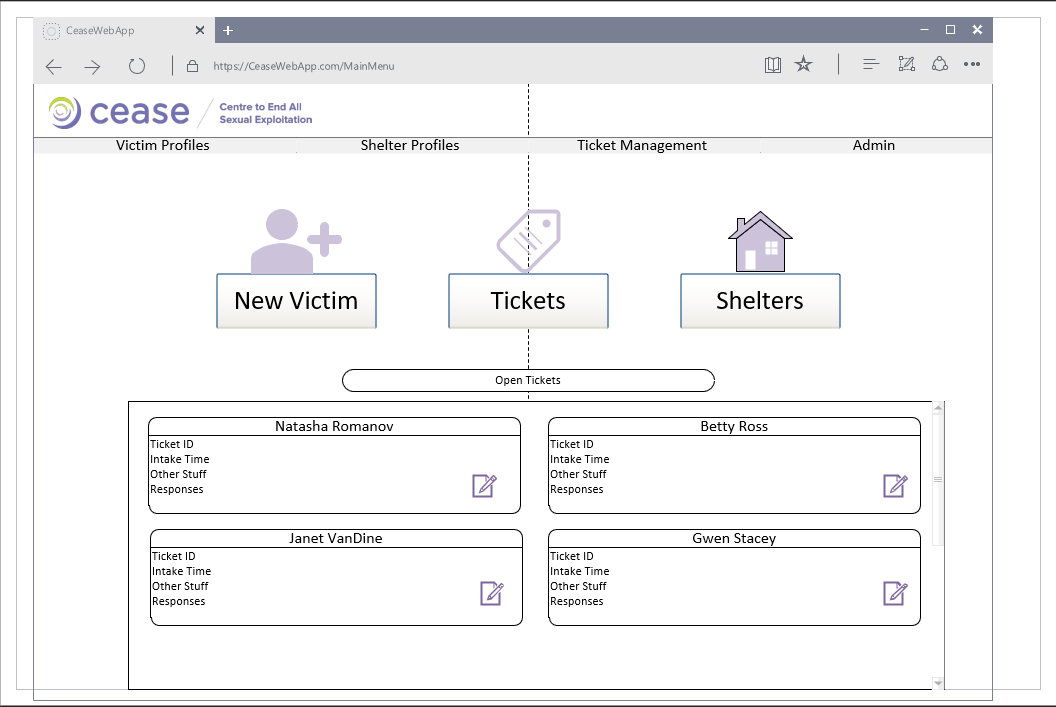 CeaseWebApp
https://CeaseWebApp.com/MainMenu
cease
Centre to End All
Sexual Exploitation
Victim Profiles
Shelter Profiles
Ticket Management
Admin
New Victim
Tickets
Shelters
Open Tickets
Natasha Romanov
Ticket ID
Intake Time
Other Stuff
Responses
Betty Ross
Ticket ID
Intake Time
Other Stuff
Responses
Janet VanDine
Ticket ID
Intake Time
Other Stuff
Responses
Gwen Stacey
Ticket ID
Intake Time
Other Stuff
Responses